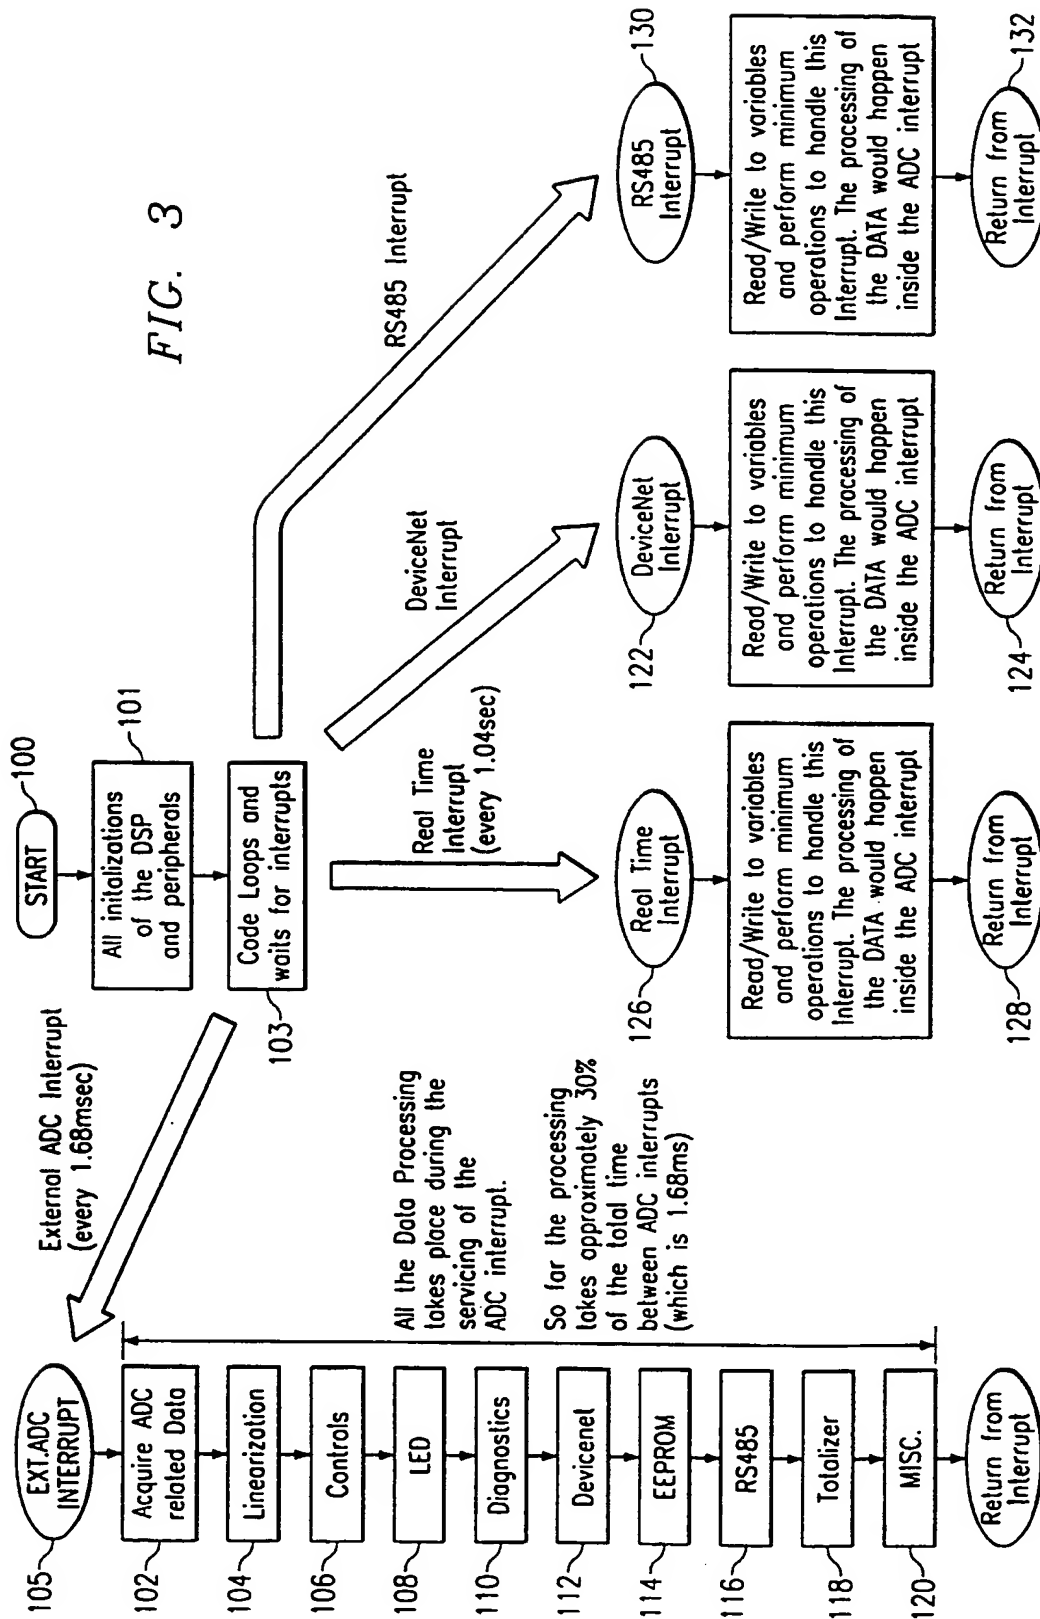 FIG. 3
START
100
All initalizations
of the DSP
and peripherals
101
Code Loops and
waits for interrupts
103
External ADC Interrupt
(every 1.68msec)
Real Time
Interrupt
(every 1.04sec)
DeviceNet
Interrupt
RS485 Interrupt
EXT.ADC
INTERRUPT
105
Acquire ADC
related Data
102
Linearization
104
Controls
106
LED
108
Diagnostics
110
Devicenet
112
EEPROM
114
RS485
116
Totalizer
118
MISC.
120
Return from
Interrupt
All the Data Processing
takes place during the
servicing of the
ADC interrupt.
So far the processing
takes approximately 30%
of the total time
between ADC interrupts
(which is 1.68ms)
Real Time
Interrupt
126
Read/Write to variables
and perform minimum
operations to handle this
Interrupt. The processing of
the DATA would happen
inside the ADC interrupt
Return from
Interrupt
128
DeviceNet
Interrupt
122
Read/Write to variables
and perform minimum
operations to handle this
Interrupt. The processing of
the DATA would happen
inside the ADC interrupt
Return from
Interrupt
124
RS485
Interrupt
130
Read/Write to variables
and perform minimum
operations to handle this
Interrupt. The processing of
the DATA would happen
inside the ADC interrupt
Return from
Interrupt
132